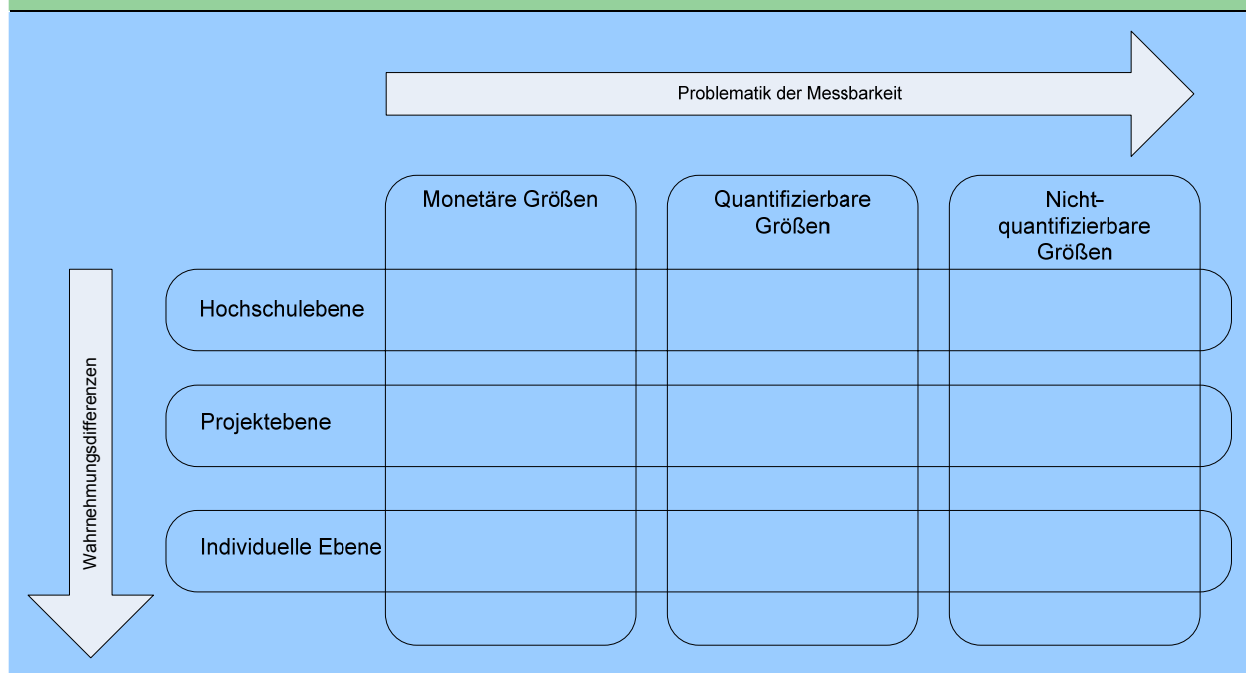 Problematik der Messbarkeit
Monetäre Größen
Quantifizierbare
Größen
Nicht-
quantifizierbare
Größen
Wahrnehmungsdifferenzen
Hochschulebene
Projektebene
Individuelle Ebene